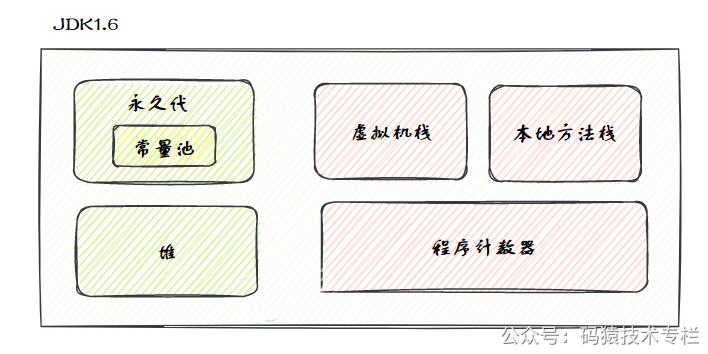 JDK1.6
永久代
常量池
虚拟机栈
本地方法栈
堆
程序计数器
公众号：码猿技术专栏